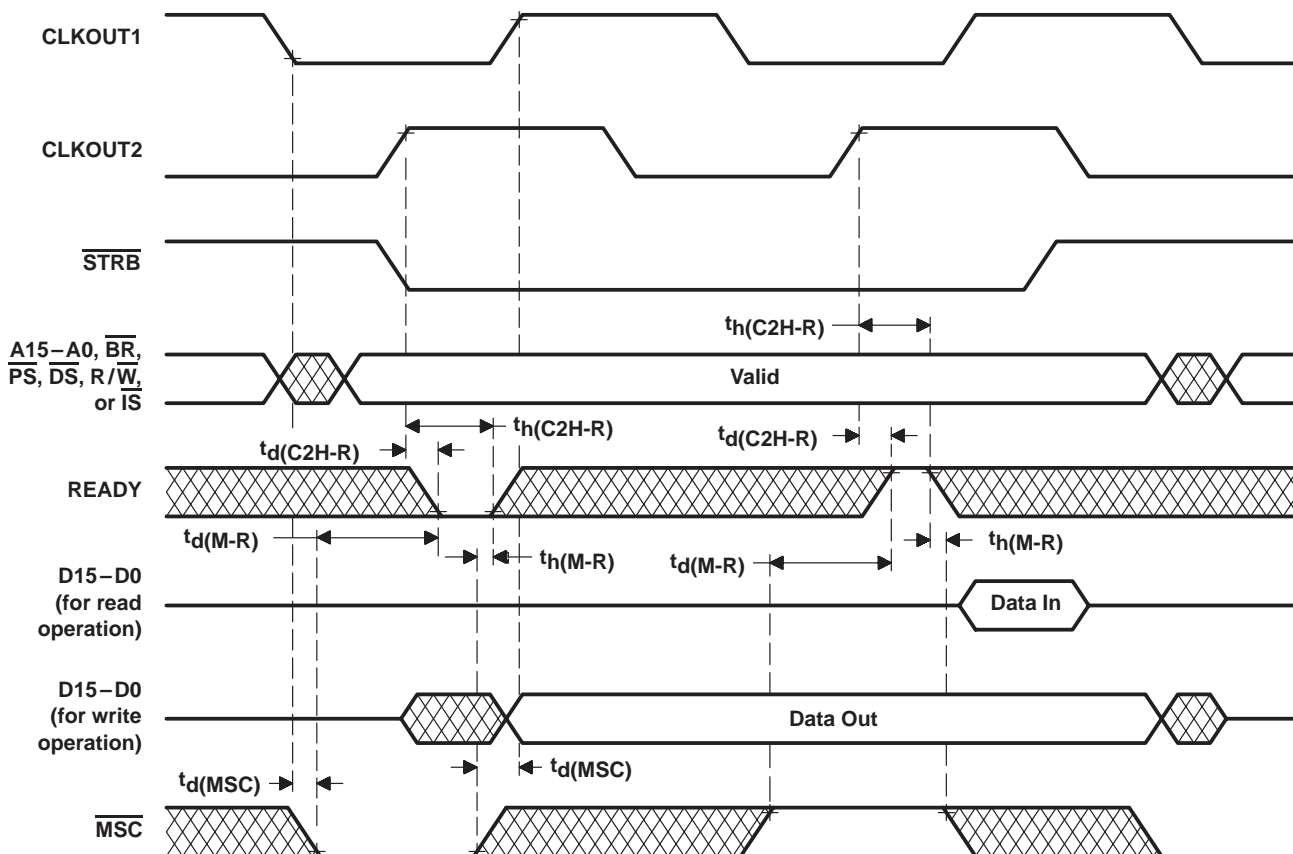 CLKOUT1
CLKOUT2
STRB
th(C2H-R)
A15–A0, BR,
PS, DS, R/W,
or IS
Valid
th(C2H-R)
td(C2H-R)
td(C2H-R)
READY
td(M-R)
th(M-R)
td(M-R)
th(M-R)
D15–D0
(for read
operation)
Data In
D15–D0
(for write
operation)
Data Out
td(MSC)
td(MSC)
MSC